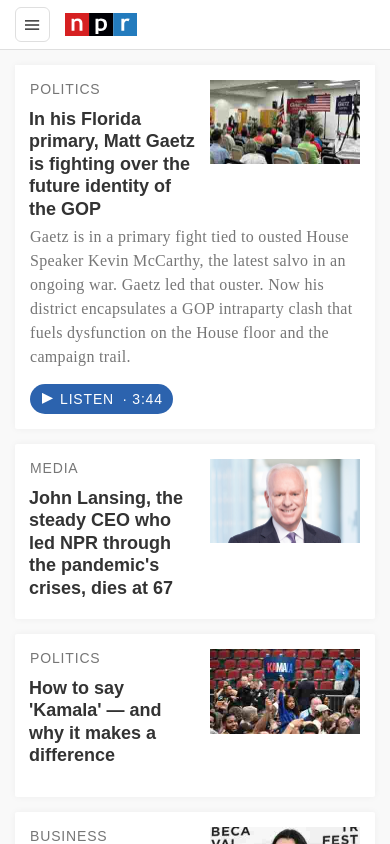 npr
POLITICS
In his Florida
primary, Matt Gaetz
is fighting over the
future identity of
the GOP
Gaetz is in a primary fight tied to ousted House
Speaker Kevin McCarthy, the latest salvo in an
ongoing war. Gaetz led that ouster. Now his
district encapsulates a GOP intraparty clash that
fuels dysfunction on the House floor and the
campaign trail.
LISTEN · 3:44
MEDIA
John Lansing, the
steady CEO who
led NPR through
the pandemic's
crises, dies at 67
POLITICS
How to say
'Kamala' — and
why it makes a
difference
KAMALA
BUSINESS
BECA
FEST